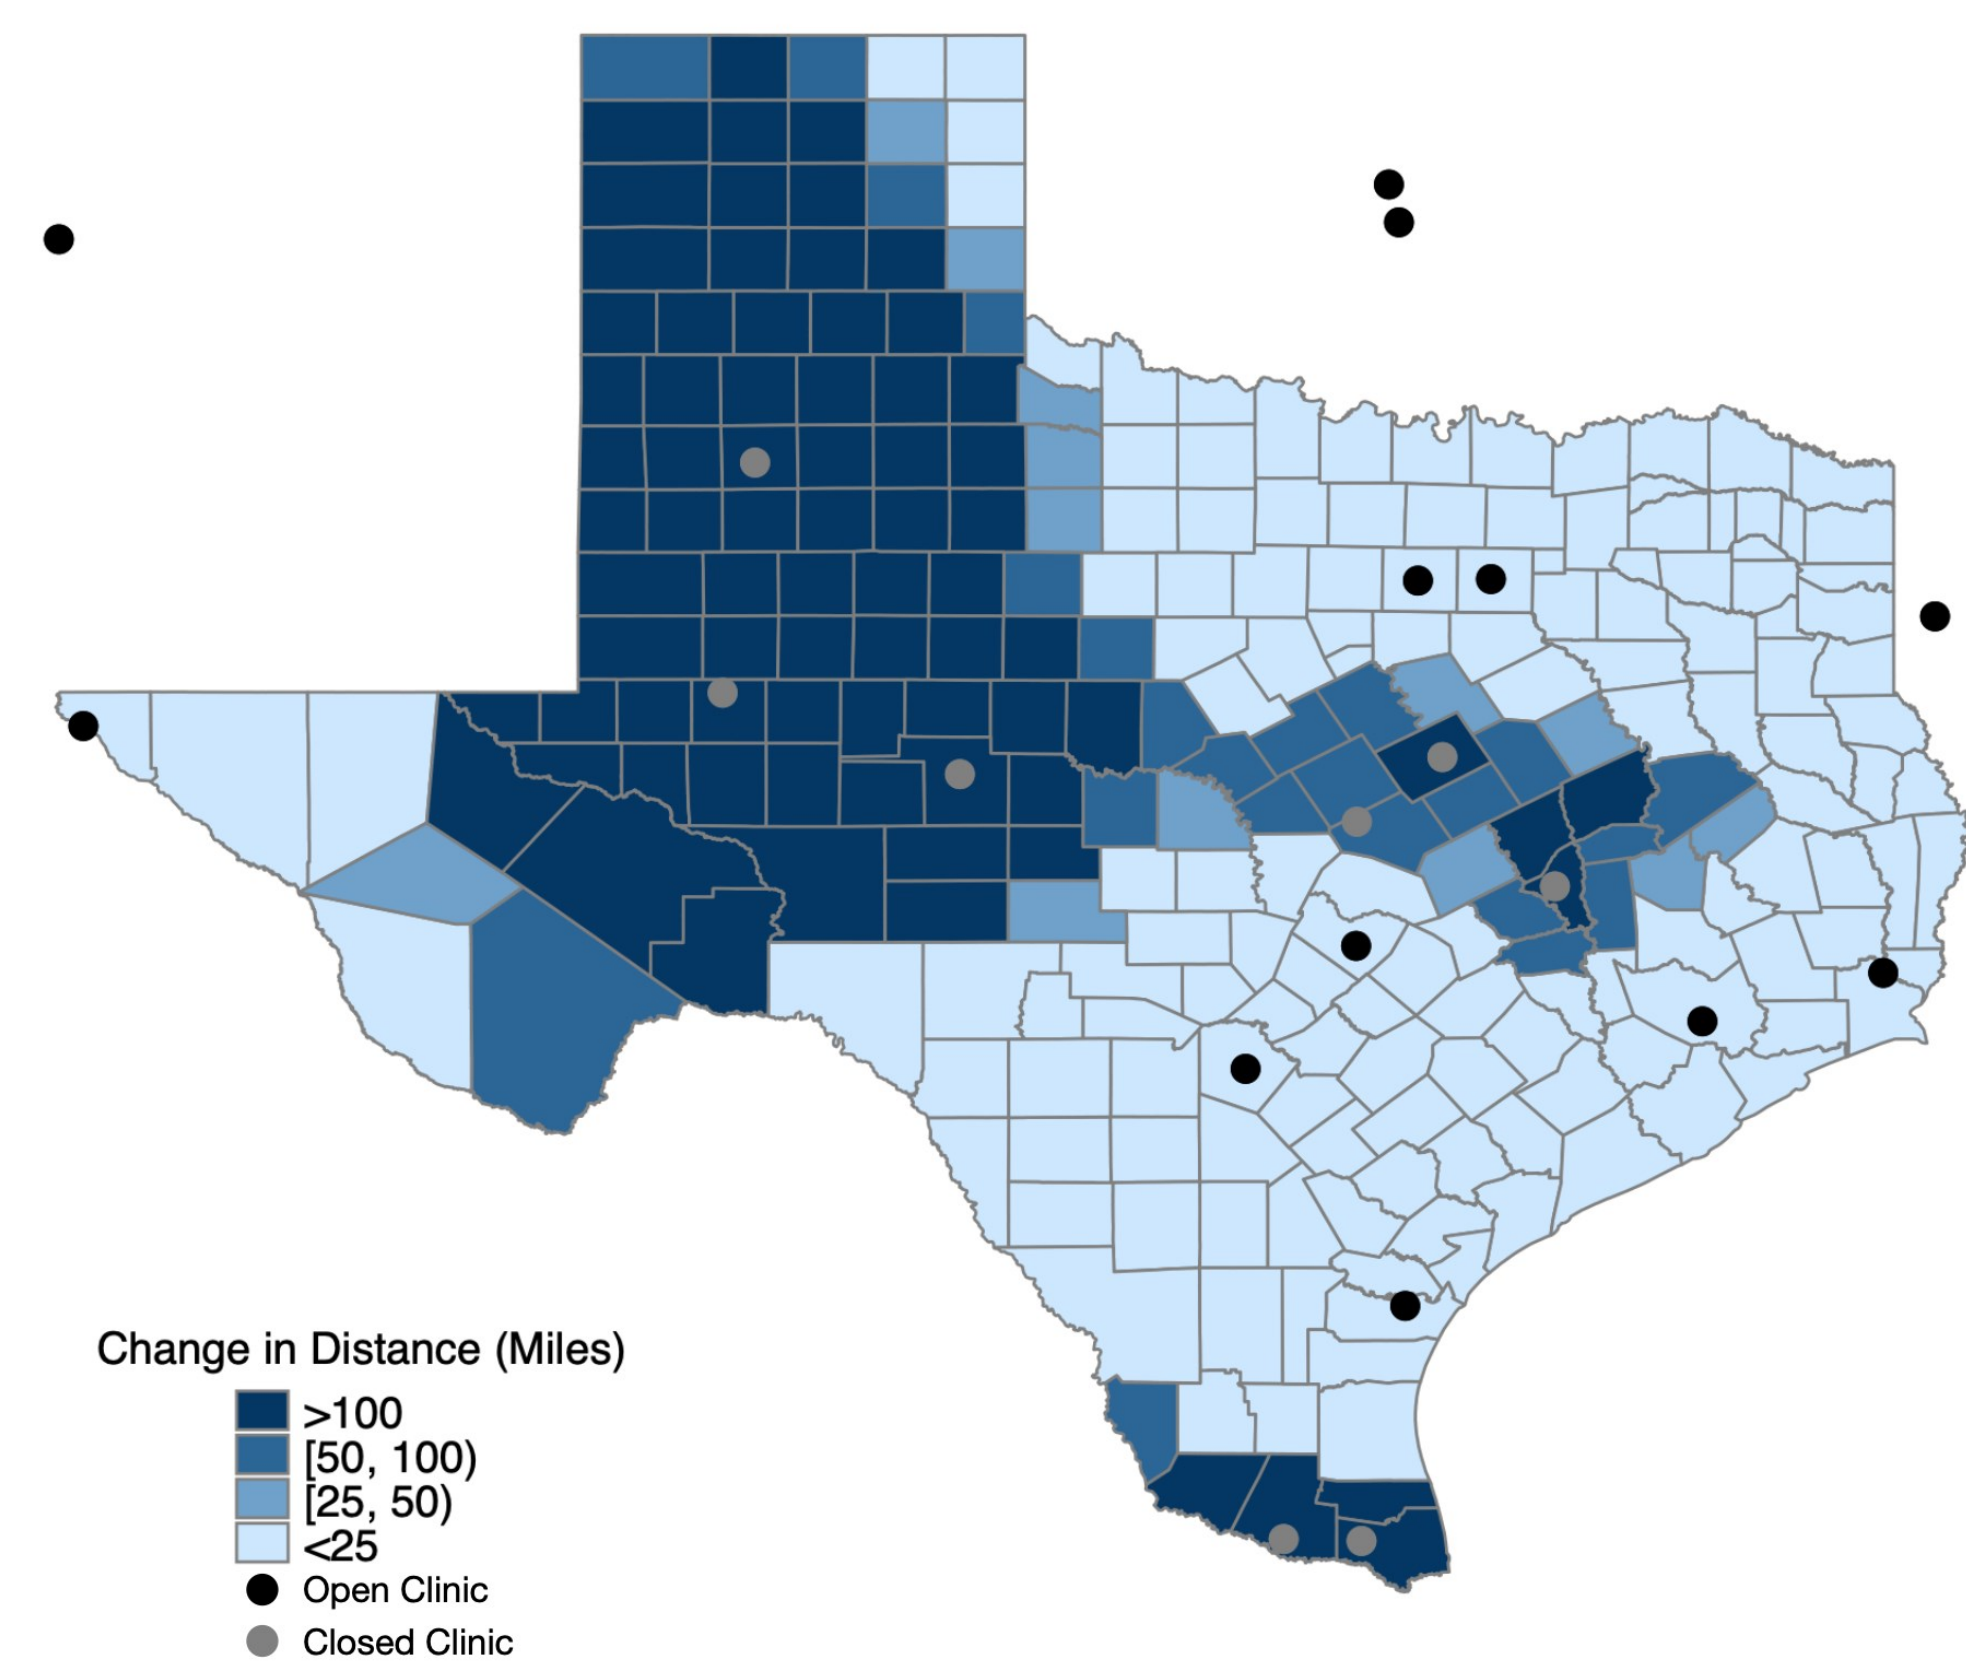 Change in Distance (Miles)
>100
[50, 100)
[25, 50)
<25
Open Clinic
Closed Clinic